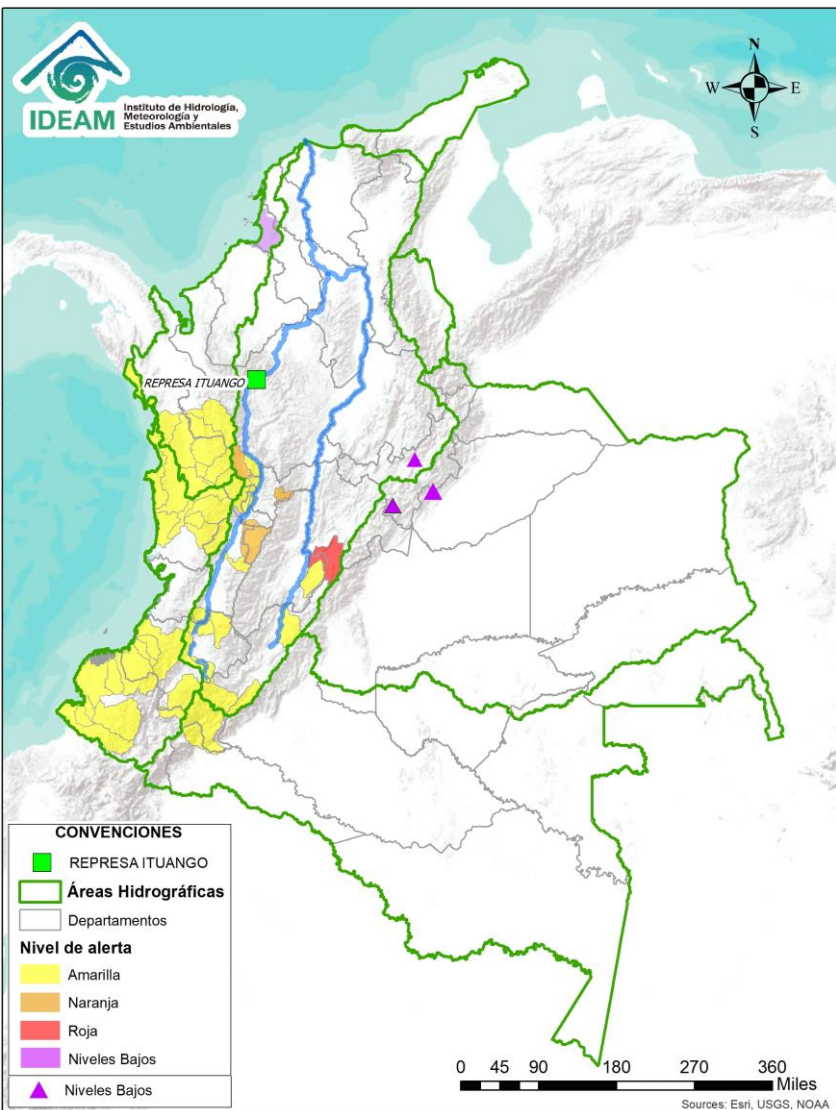 IDEAM
Instituto de Hidrología,
Meteorología y
Estudios Ambientales
N
W
E
S
REPRESA ITUANGO
CONVENCIONES
REPRESA ITUANGO
Áreas Hidrográficas
Departamentos
Nivel de alerta
Amarilla
Naranja
Roja
Niveles Bajos
Niveles Bajos
0 45 90 180 270 360
Miles
Sources: Esri, USGS, NOAA